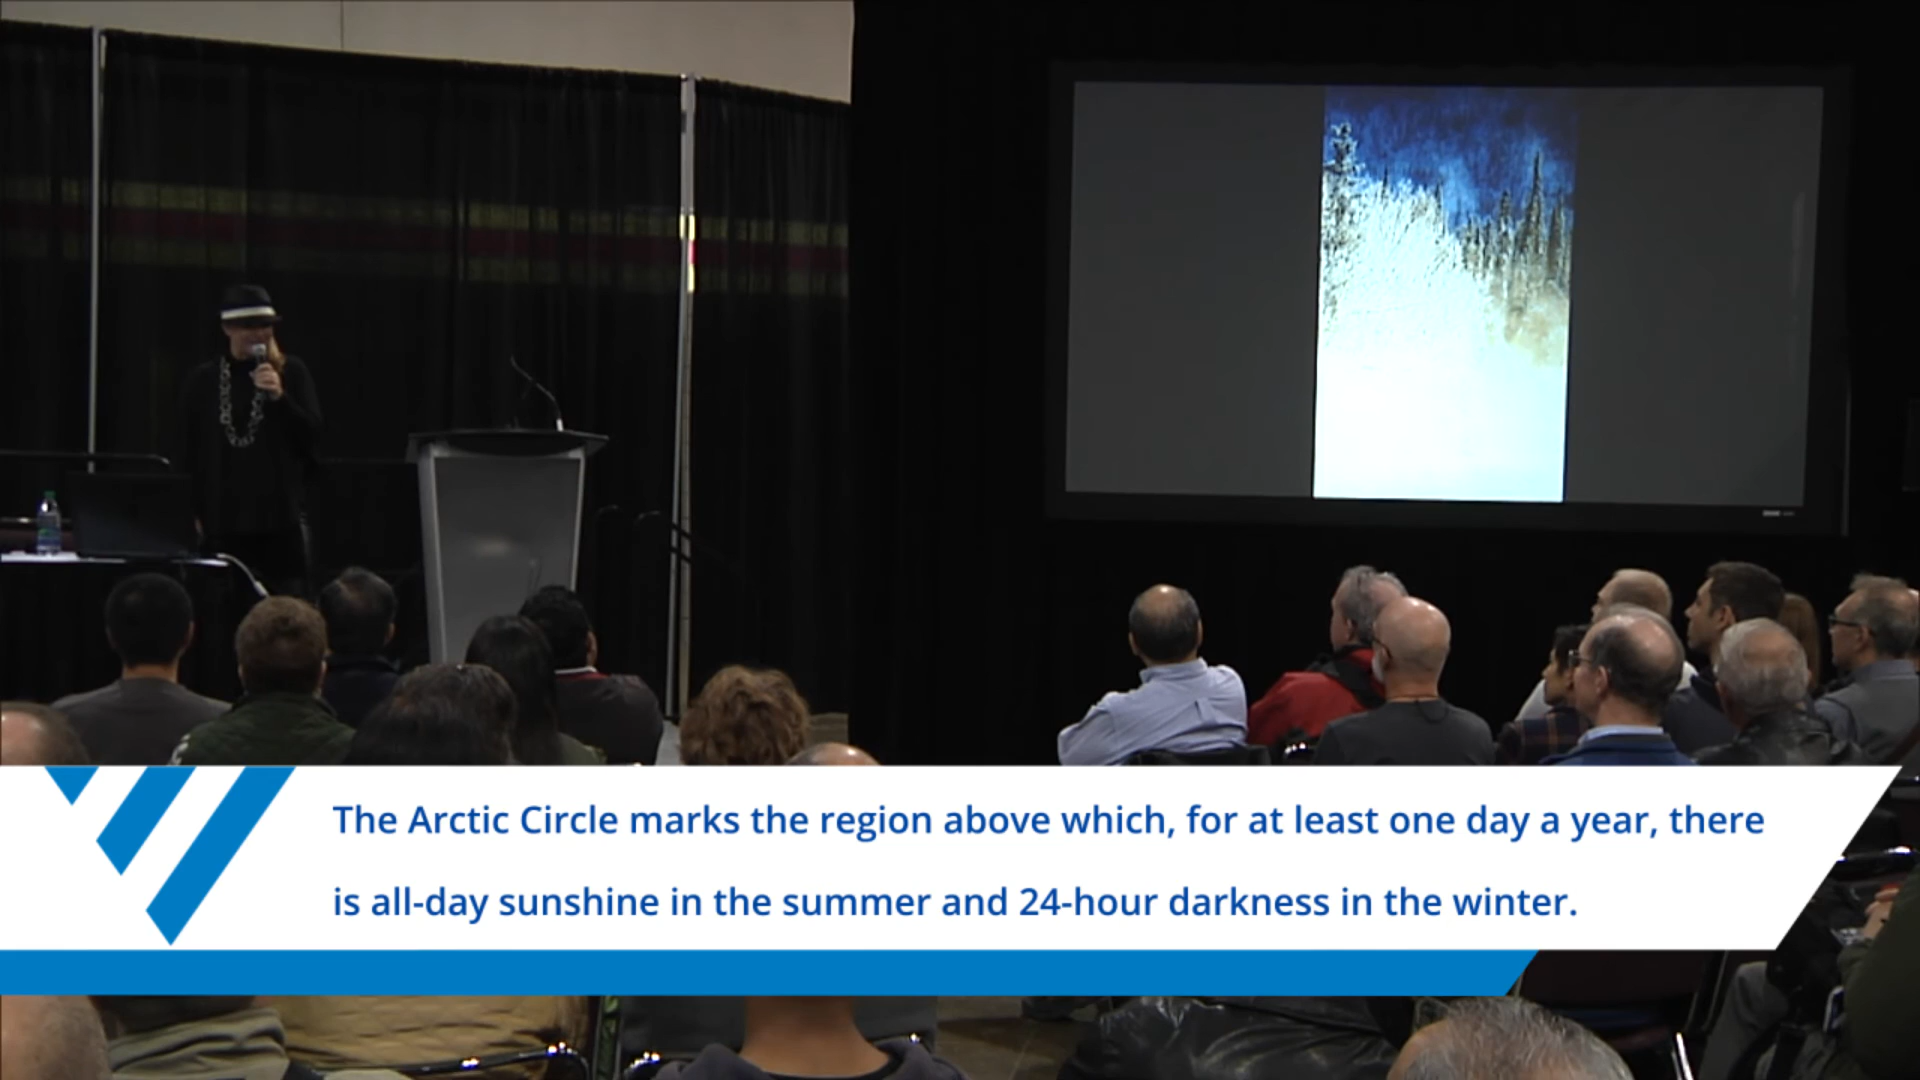 The Arctic Circle marks the region above which, for at least one day a year, there
is all-day sunshine in the summer and 24-hour darkness in the winter.